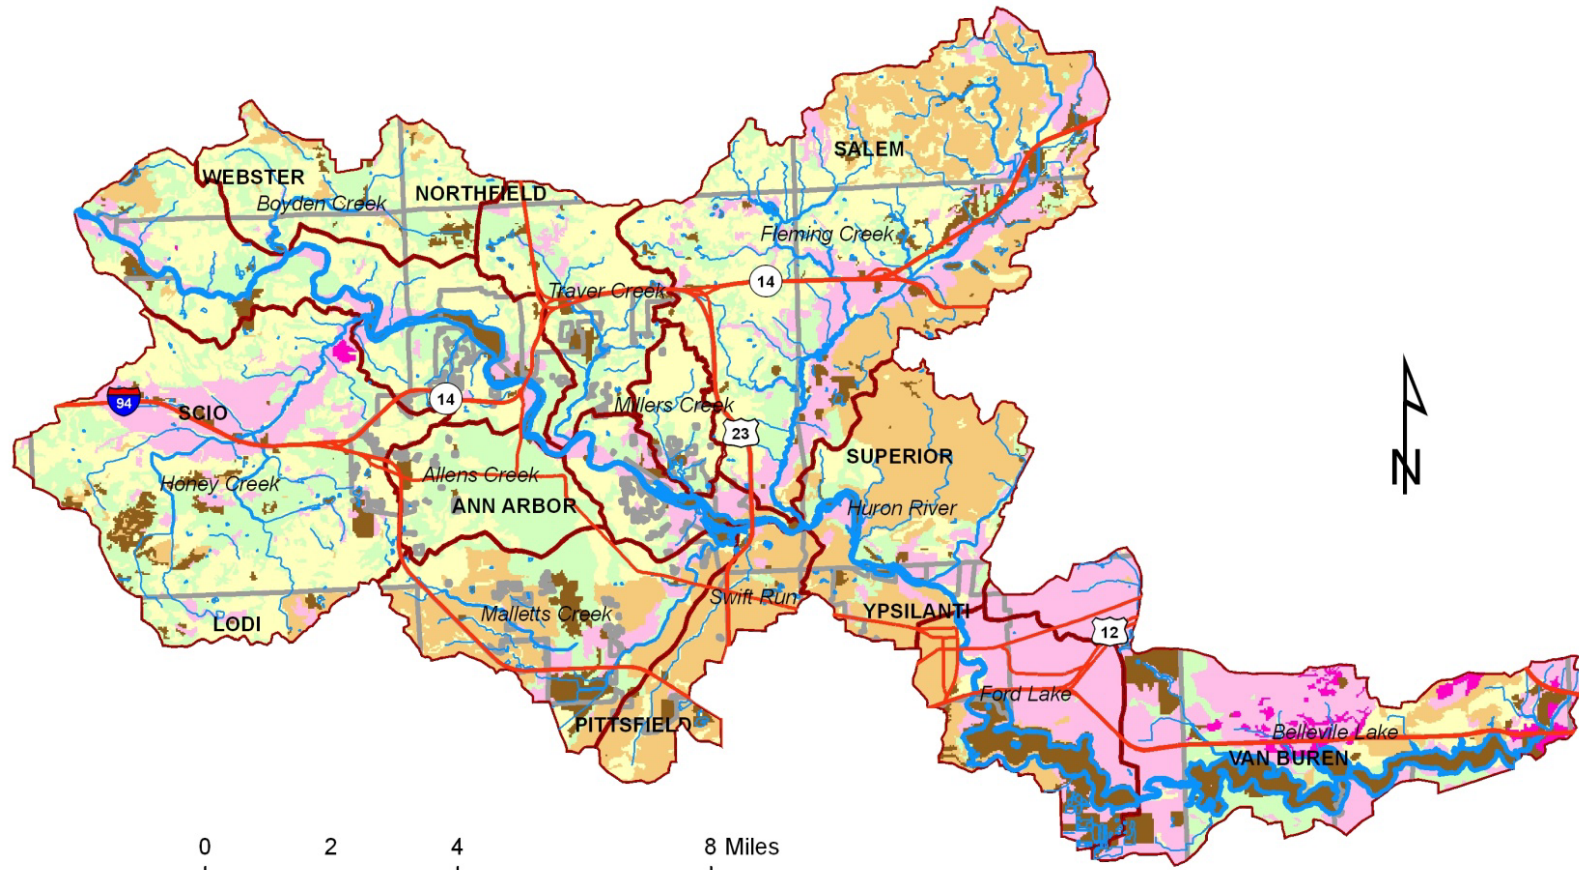 SALEM
WEBSTER
NORTHFIELD
Boyden Creek
Fleming Creek
14
Traver Creek
94
14
SCIO
Millers Creek
23
SUPERIOR
Allens Creek
Honey Creek
ANN ARBOR
Huron River
N
Swift Run
YPSILANTI
Malletts Creek
LODI
12
Ford Lake
PITTSFIELD
Bellevile Lake
VAN BUREN
0 2 4 8 Miles